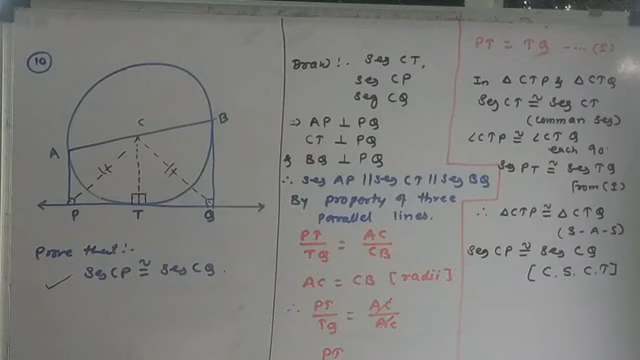 10
C
B
A
P
T
Q
Prove that:-
Seg CP ≅ Seg CQ.
Draw:- Seg CT,
Seg CP
Seg CQ
⇒ AP ⊥ PQ
CT ⊥ PQ
& BQ ⊥ PQ
∴ Seg AP || Seg CT || Seg BQ
By property of three
parallel lines.
PT/TQ = AC/CB
AC = CB [radii]
∴ PT/TQ = AC/AC
PT
PT = TQ ---- (I)
In △CTP & △CTQ
Seg CT ≅ Seg CT
(Comman Seg)
∠CTP ≅ ∠CTQ
each 90
Seg PT ≅ Seg TQ
from (I)
∴ △CTP ≅ △CTQ
(S-A-S)
Seg CP ≅ Seg CQ
[C.S.C.T]